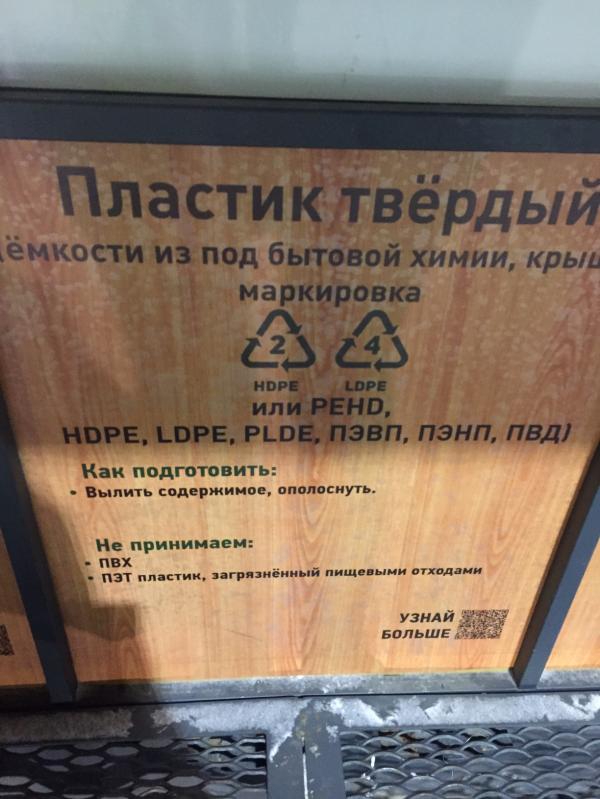 Пластик твёрдый
ёмкости из под бытовой химии,
маркировка
2 4
HDPE LDPE
или PEHD,
HDPE, LDPE, PLDE, ПЭВП, ПЭНП, ПВД)
Как подготовить:
• Вылить содержимое, ополоснуть.
Не принимаем:
• ПВХ
• ПЭТ пластик, загрязнённый пищевыми отходами
УЗНАЙ
БОЛЬШЕ